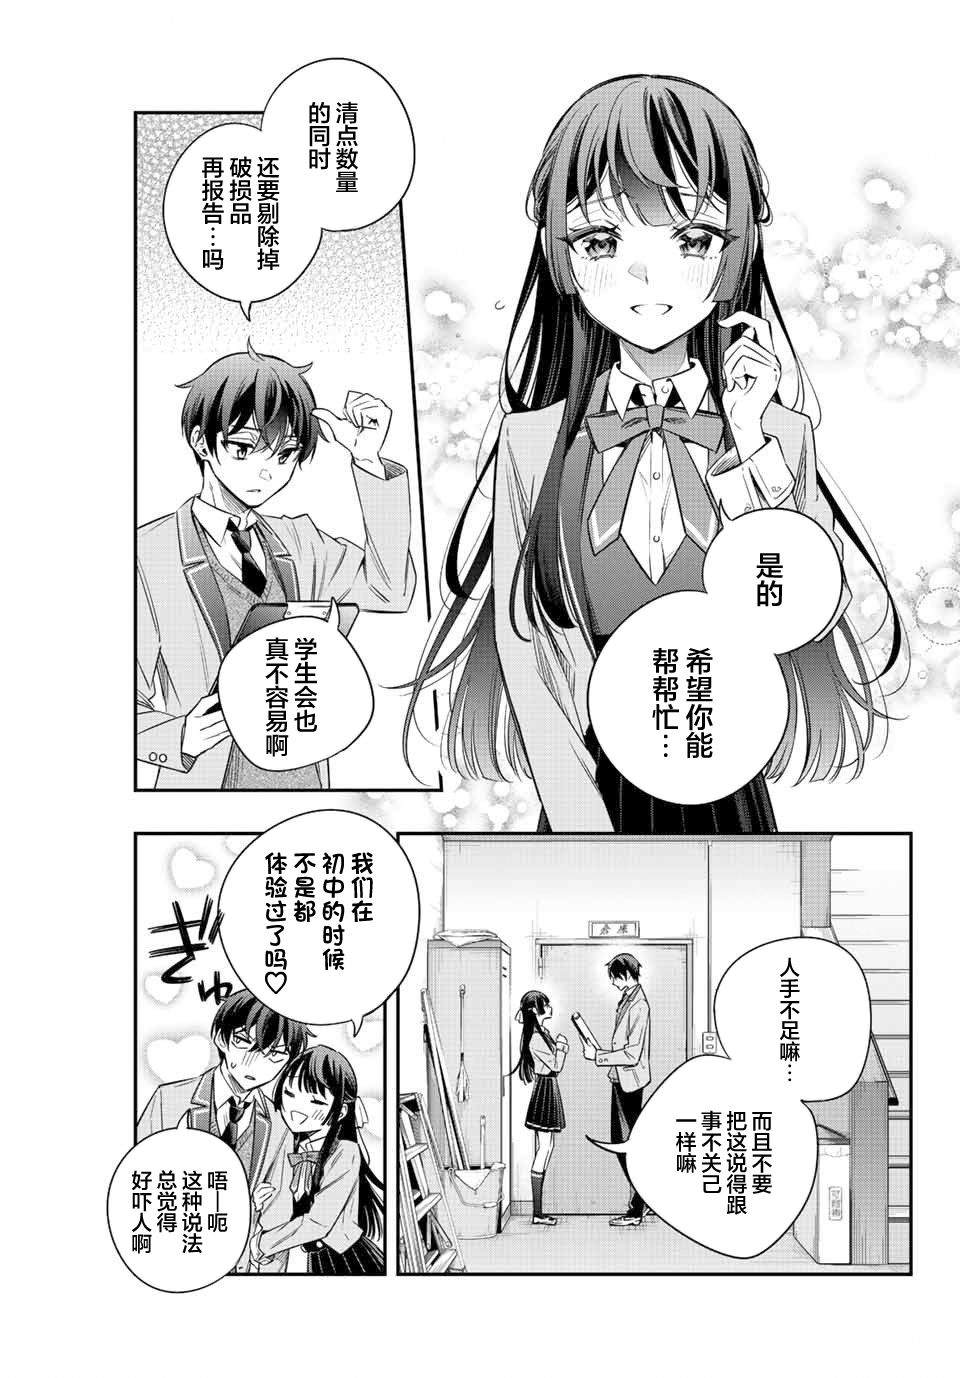 是的
希望你能
帮帮忙…
清点数量
的同时
还要剔除掉
破损品
再报告…吗
学生会也
真不容易啊
倉庫
人手不足嘛…
而且不要
把这说得跟
事不关己
一样嘛
我们在
初中的时候
不是都
体验过了吗♡
ぎゅ
唔—呃
这种说法
总觉得
好吓人啊